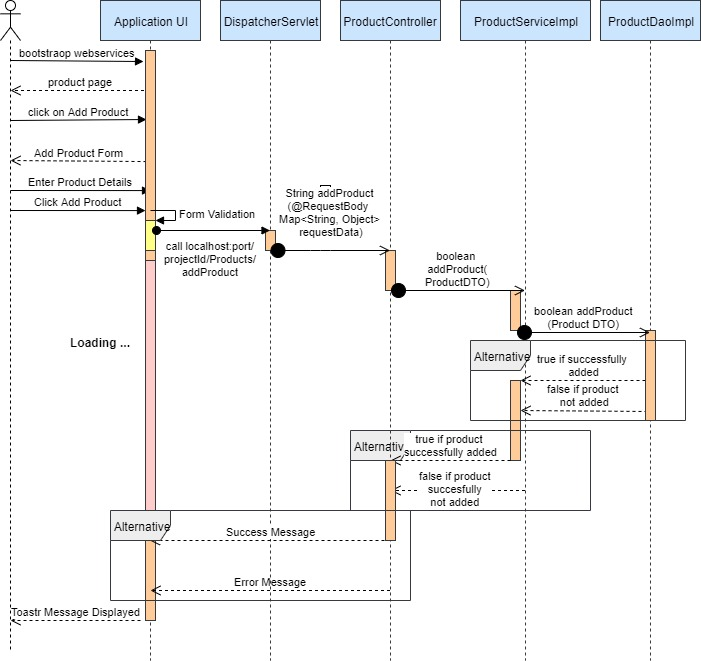 Application UI
DispatcherServlet
ProductController
ProductServiceImpl
ProductDaoImpl
bootstraop webservices
product page
click on Add Product
Add Product Form
Enter Product Details
Click Add Product
Form Validation
call localhost:port/
projectId/Products/
addProduct
String addProduct
(@RequestBody
Map<String, Object>
requestData)
boolean
addProduct(
ProductDTO)
boolean addProduct
(Product DTO)
Loading ...
Alternative
true if successfully
added
false if product
not added
Alternativ
true if product
successfully added
false if product
succesfully
not added
Alternative
Success Message
Error Message
Toastr Message Displayed